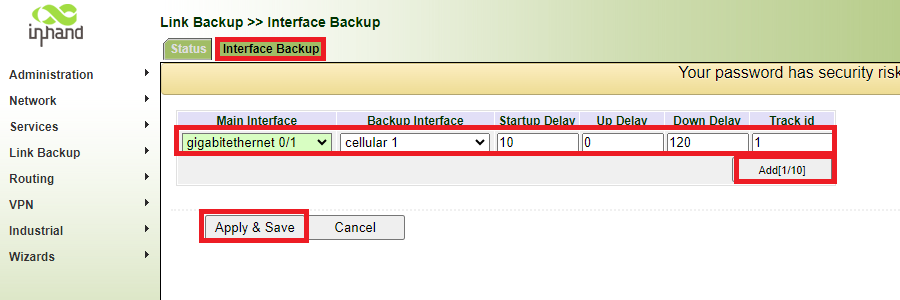 inhand
Link Backup >> Interface Backup
Status
Interface Backup
Your password has security risk
Administration
Network
Services
Link Backup
Routing
VPN
Industrial
Wizards
Main Interface Backup Interface Startup Delay Up Delay Down Delay Track id
gigabitethernet 0/1 cellular 1 10 0 120 1
Add[1/10]
Apply & Save Cancel